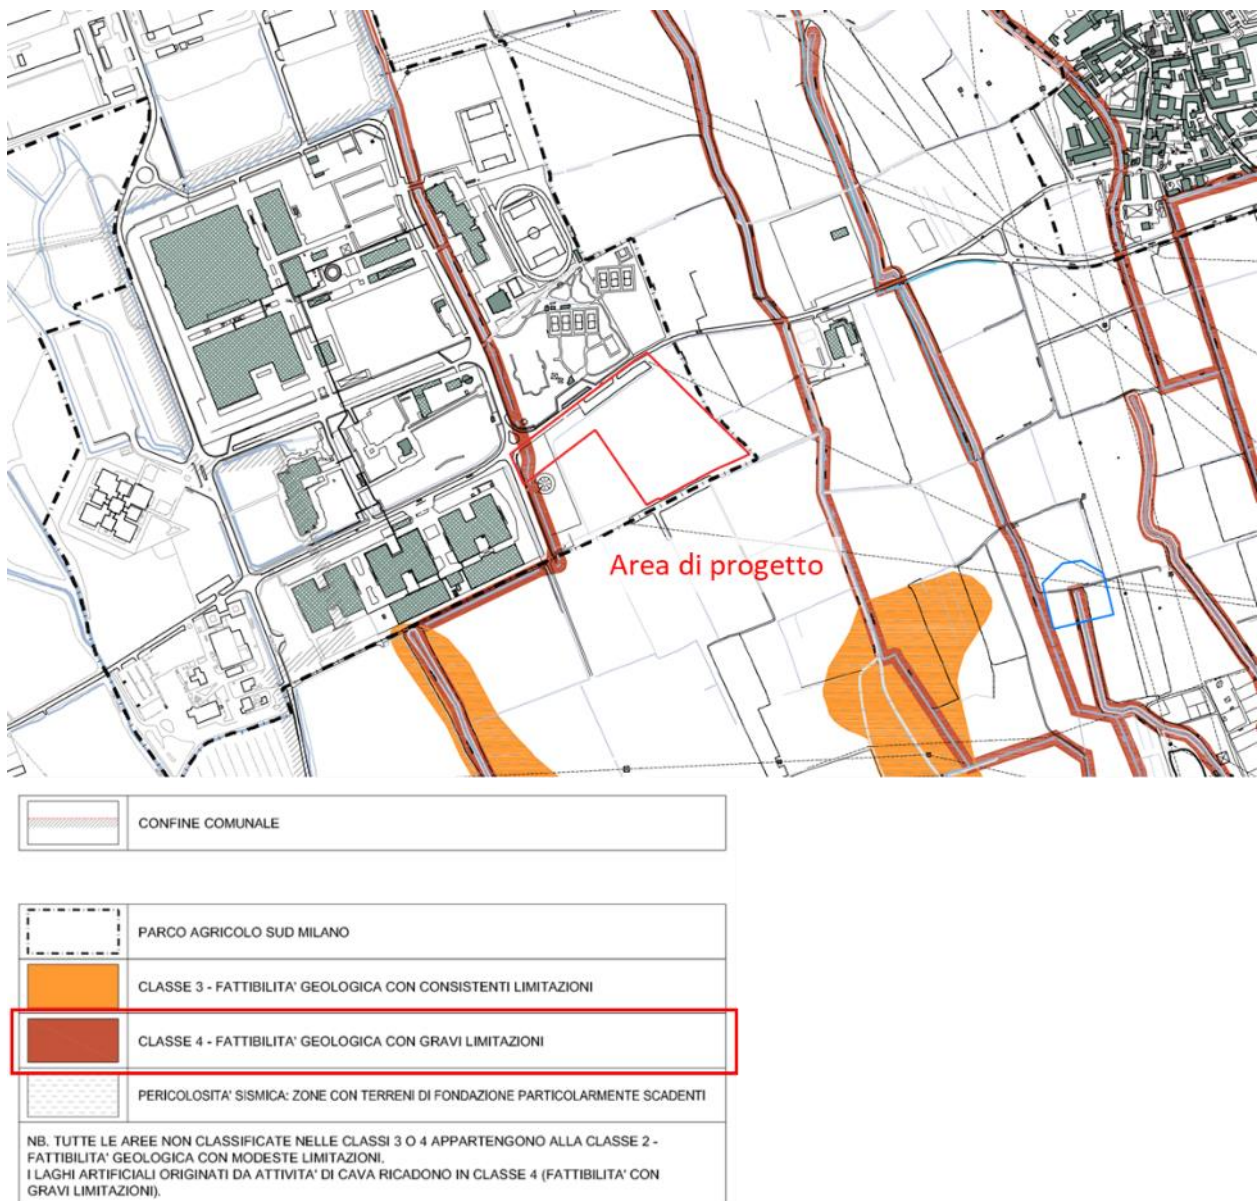 Area di progetto
CONFINE COMUNALE
PARCO AGRICOLO SUD MILANO
CLASSE 3 - FATTIBILITA' GEOLOGICA CON CONSISTENTI LIMITAZIONI
CLASSE 4 - FATTIBILITA' GEOLOGICA CON GRAVI LIMITAZIONI
PERICOLOSITA' SISMICA: ZONE CON TERRENI DI FONDAZIONE PARTICOLARMENTE SCADENTI
NB. TUTTE LE AREE NON CLASSIFICATE NELLE CLASSI 3 O 4 APPARTENGONO ALLA CLASSE 2 -
FATTIBILITA' GEOLOGICA CON MODESTE LIMITAZIONI.
I LAGHI ARTIFICIALI ORIGINATI DA ATTIVITA' DI CAVA RICADONO IN CLASSE 4 (FATTIBILITA' CON
GRAVI LIMITAZIONI).